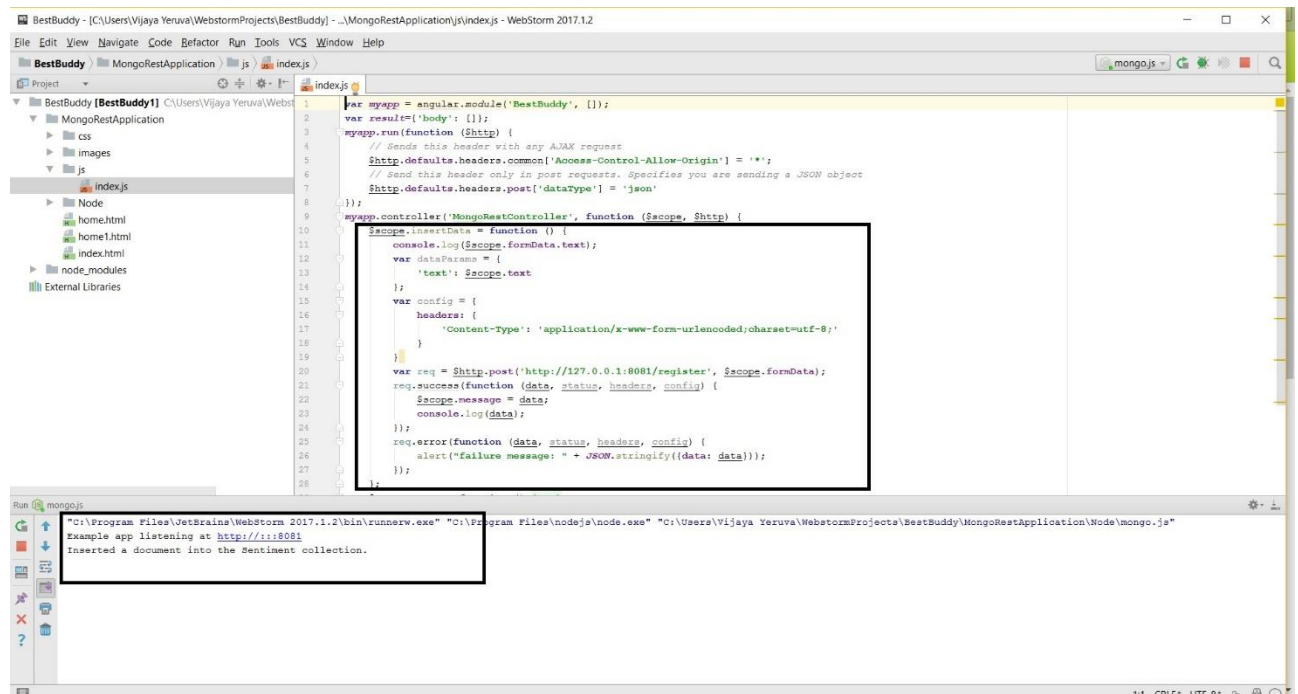 BestBuddy - [C:\Users\Vijaya Yeruva\WebstormProjects\BestBuddy] - ...\MongoRestApplication\js\index.js - WebStorm 2017.1.2
File Edit View Navigate Code Refactor Run Tools VCS Window Help
BestBuddy MongoRestApplication js index.js mongo.js
Project index.js
BestBuddy [BestBuddy1] C:\Users\Vijaya Yeruva\Webst
MongoRestApplication
css
images
js
index.js
Node
home.html
home1.html
index.html
node_modules
External Libraries
1 var myapp = angular.module('BestBuddy', []);
2 var result={'body': []};
3 myapp.run(function ($http) {
4 // Sends this header with any AJAX request
5 $http.defaults.headers.common['Access-Control-Allow-Origin'] = '*';
6 // Send this header only in post requests. Specifies you are sending a JSON object
7 $http.defaults.headers.post['dataType'] = 'json'
8 });
9 myapp.controller('MongoRestController', function ($scope, $http) {
10 $scope.insertData = function () {
11 console.log($scope.formData.text);
12 var dataParams = {
13 'text': $scope.text
14 };
15 var config = {
16 headers: {
17 'Content-Type': 'application/x-www-form-urlencoded;charset=utf-8;'
18 }
19 }
20 var req = $http.post('http://127.0.0.1:8081/register', $scope.formData);
21 req.success(function (data, status, headers, config) {
22 $scope.message = data;
23 console.log(data);
24 });
25 req.error(function (data, status, headers, config) {
26 alert("failure message: " + JSON.stringify({data: data}));
27 });
28 };
Run mongo.js
"C:\Program Files\JetBrains\WebStorm 2017.1.2\bin\runnerw.exe" "C:\Program Files\nodejs\node.exe" "C:\Users\Vijaya Yeruva\WebstormProjects\BestBuddy\MongoRestApplication\Node\mongo.js"
Example app listening at http://:::8081
Inserted a document into the Sentiment collection.